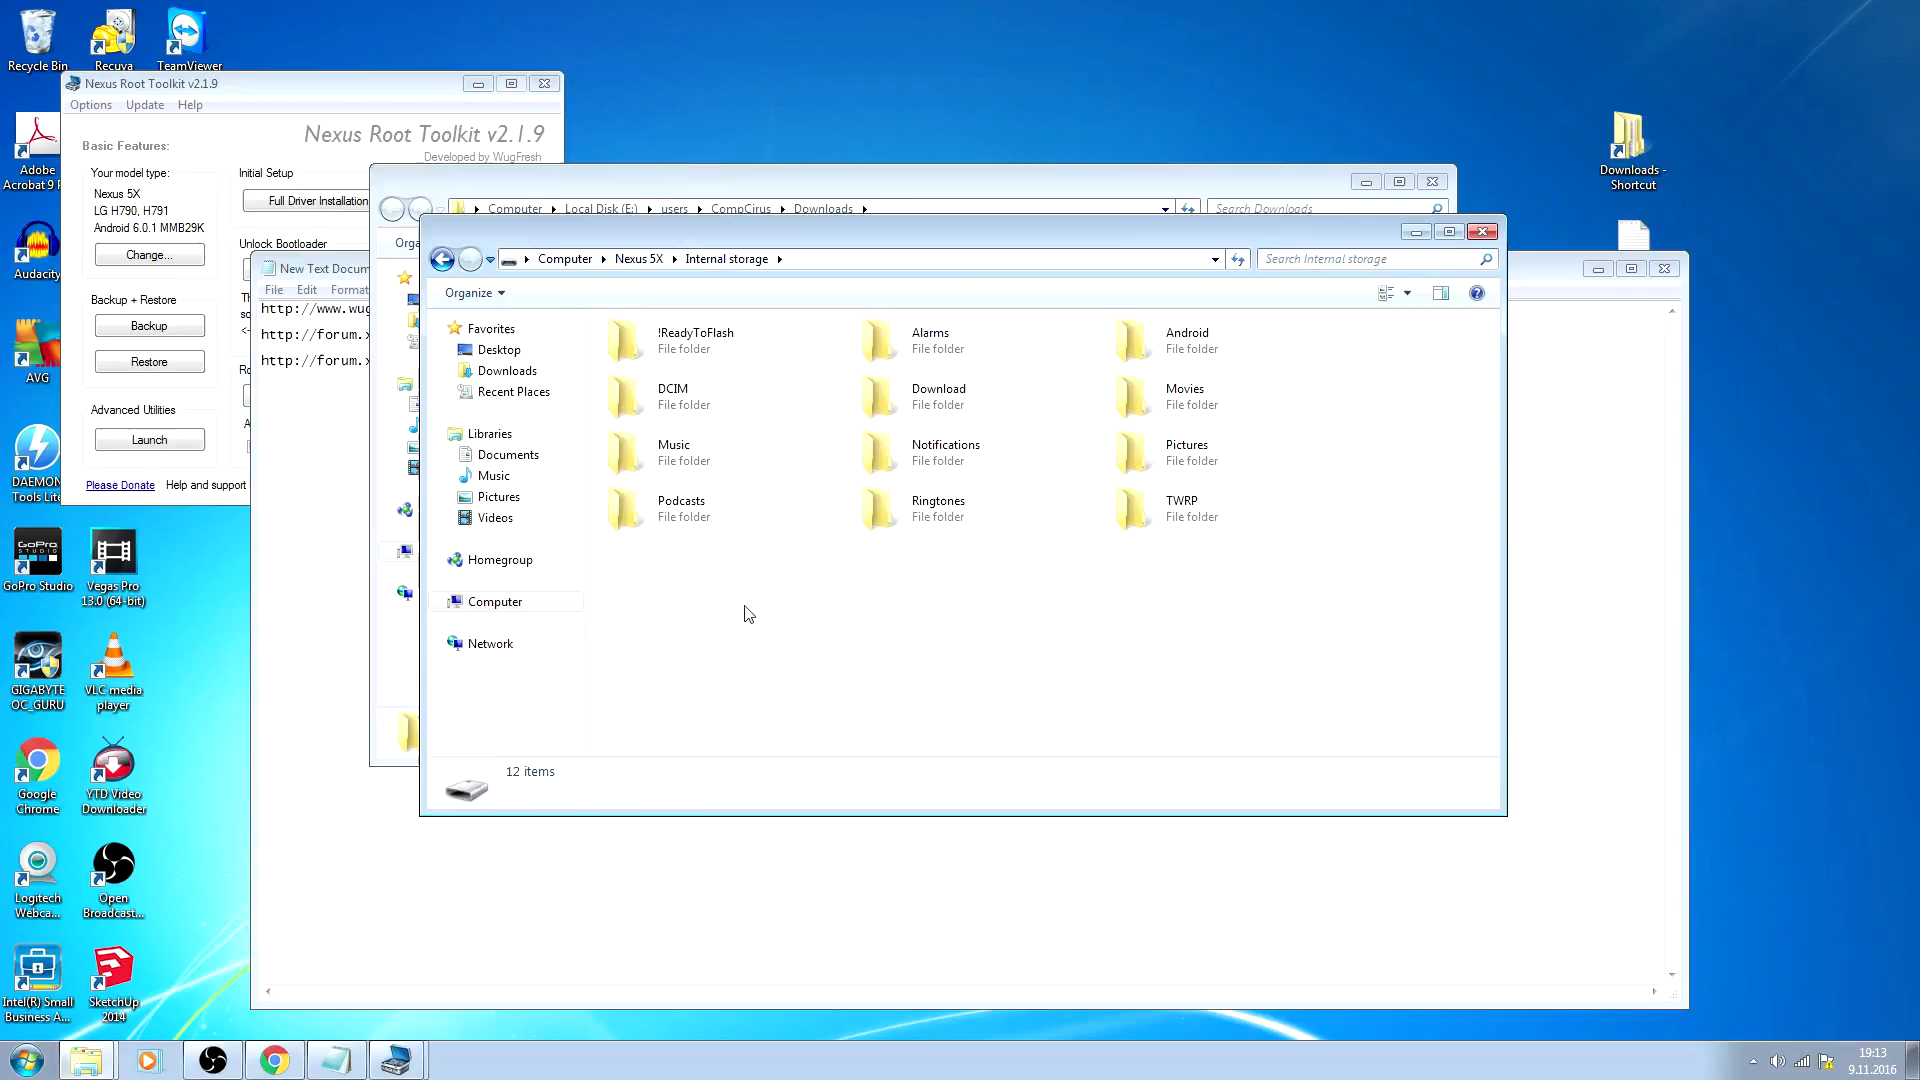 Recycle Bin
Recuva
TeamViewer
Adobe
Acrobat 9
Audacity
AVG
DAEMON
Tools Lite
GoPro
STUDIO
GoPro Studio
Vegas Pro
13.0 (64-bit)
GIGABYTE
OC_GURU
VLC media
player
Google
Chrome
YTD Video
Downloader
Logitech
Webca...
Open
Broadcast...
Intel(R) Small
Business A...
SketchUp
2014
Downloads -
Shortcut
Nexus Root Toolkit v2.1.9
Options Update Help
Nexus Root Toolkit v2.1.9
Developed by WugFresh
Basic Features:
Your model type:
Nexus 5X
LG H790, H791
Android 6.0.1 MMB29K
Change...
Backup + Restore
Backup
Restore
Advanced Utilities
Launch
Please Donate Help and support
Initial Setup
Full Driver Installation
Unlock Bootloader
New Text Docum
File Edit Format
http://www.wug
http://forum.x
http://forum.x
Computer Local Disk (E:) users CompCirus Downloads
Search Downloads
Orga
Computer Nexus 5X Internal storage
Search Internal storage
Organize
Favorites
Desktop
Downloads
Recent Places
Libraries
Documents
Music
Pictures
Videos
Homegroup
Computer
Network
!ReadyToFlash
File folder
Alarms
File folder
Android
File folder
DCIM
File folder
Download
File folder
Movies
File folder
Music
File folder
Notifications
File folder
Pictures
File folder
Podcasts
File folder
Ringtones
File folder
TWRP
File folder
12 items
19:13
9.11.2016